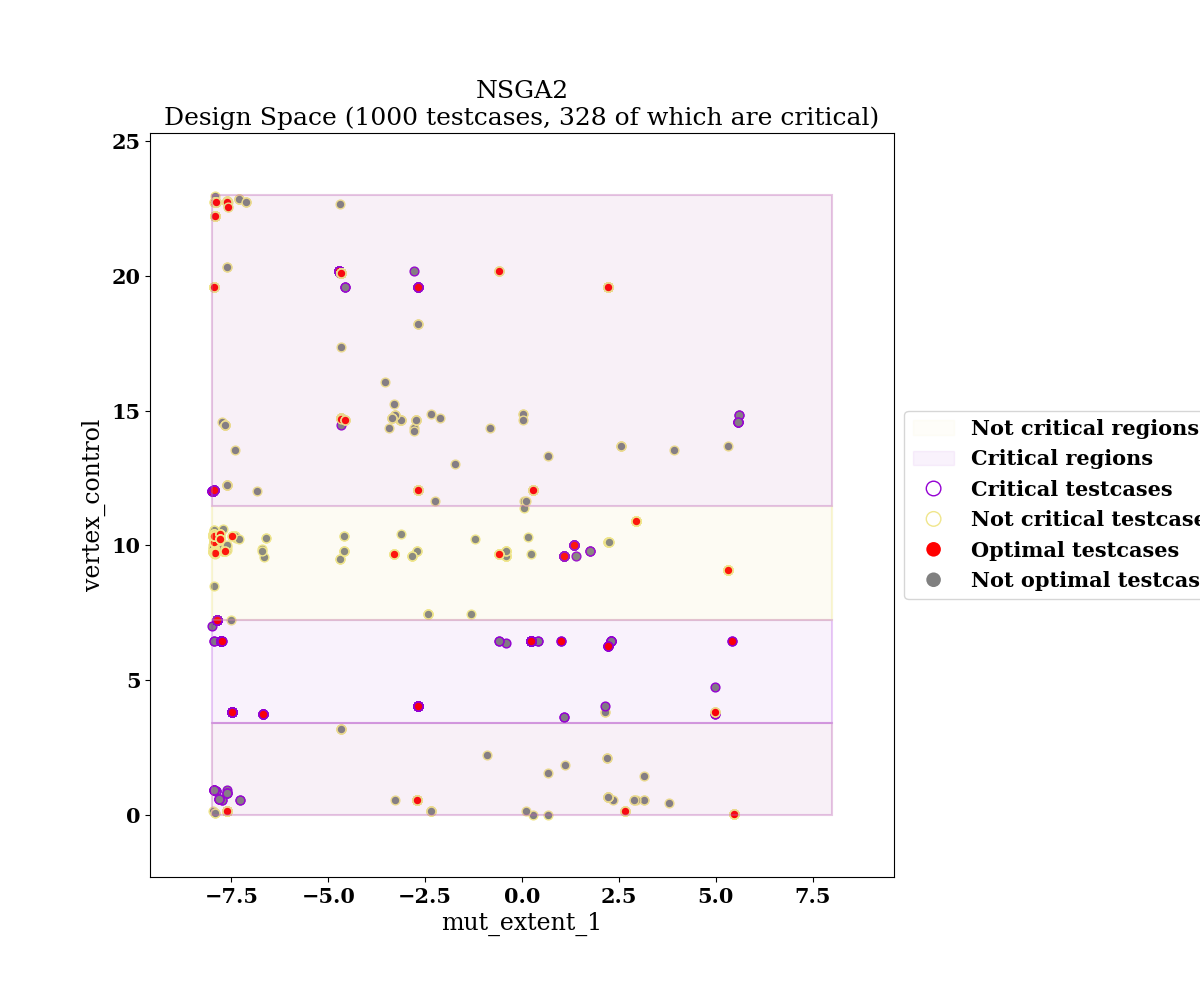 NSGA2
Design Space (1000 testcases, 328 of which are critical)
25
20
15
10
5
0
vertex_control
−7.5 −5.0 −2.5 0.0 2.5 5.0 7.5
mut_extent_1
Not critical regions
Critical regions
Critical testcases
Not critical testcase
Optimal testcases
Not optimal testcas